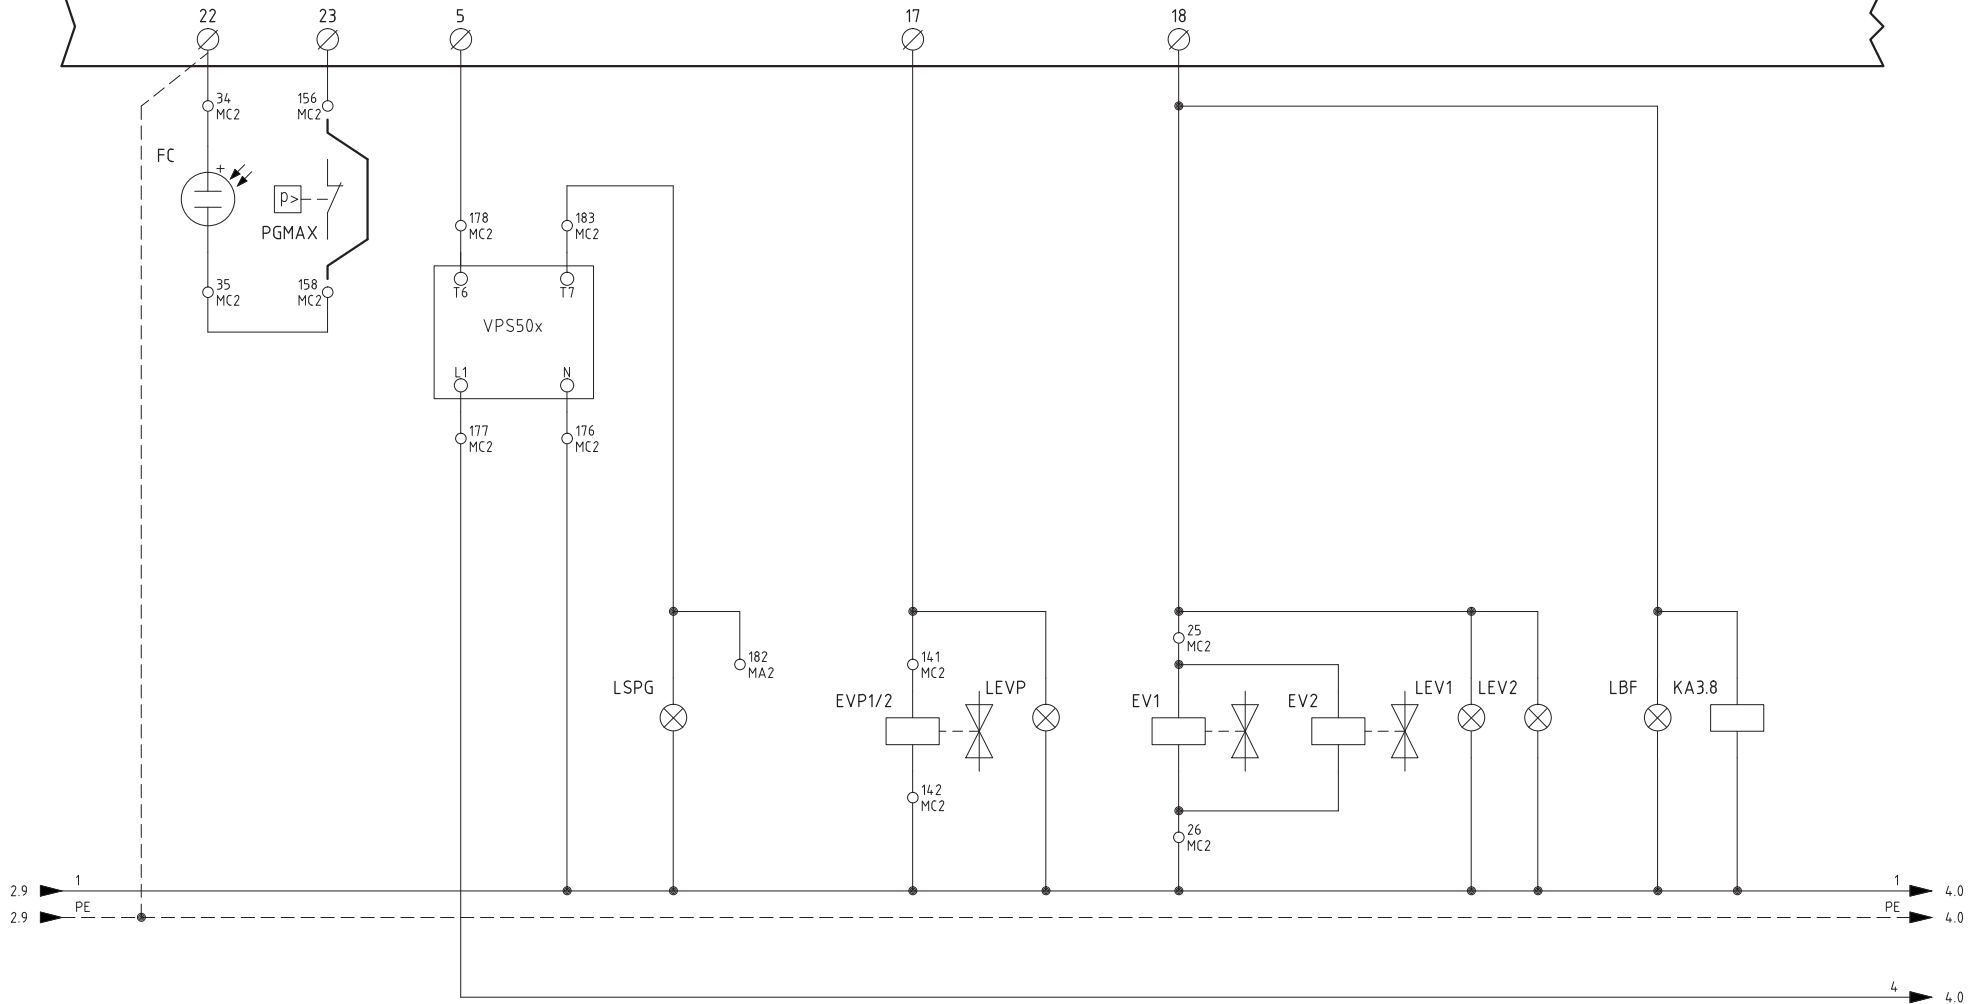 22 23 5 17 18
34
MC2
156
MC2
FC
+
p>
PGMAX
178
MC2
183
MC2
35
MC2
158
MC2
T6 T7
VPS50x
L1 N
177
MC2
176
MC2
25
MC2
182
MA2
141
MC2
LSPG LEVP LEV1 LEV2 LBF KA3.8
EVP1/2 EV1 EV2
142
MC2
26
MC2
2.9 1 1 4.0
2.9 PE PE 4.0
4 4.0